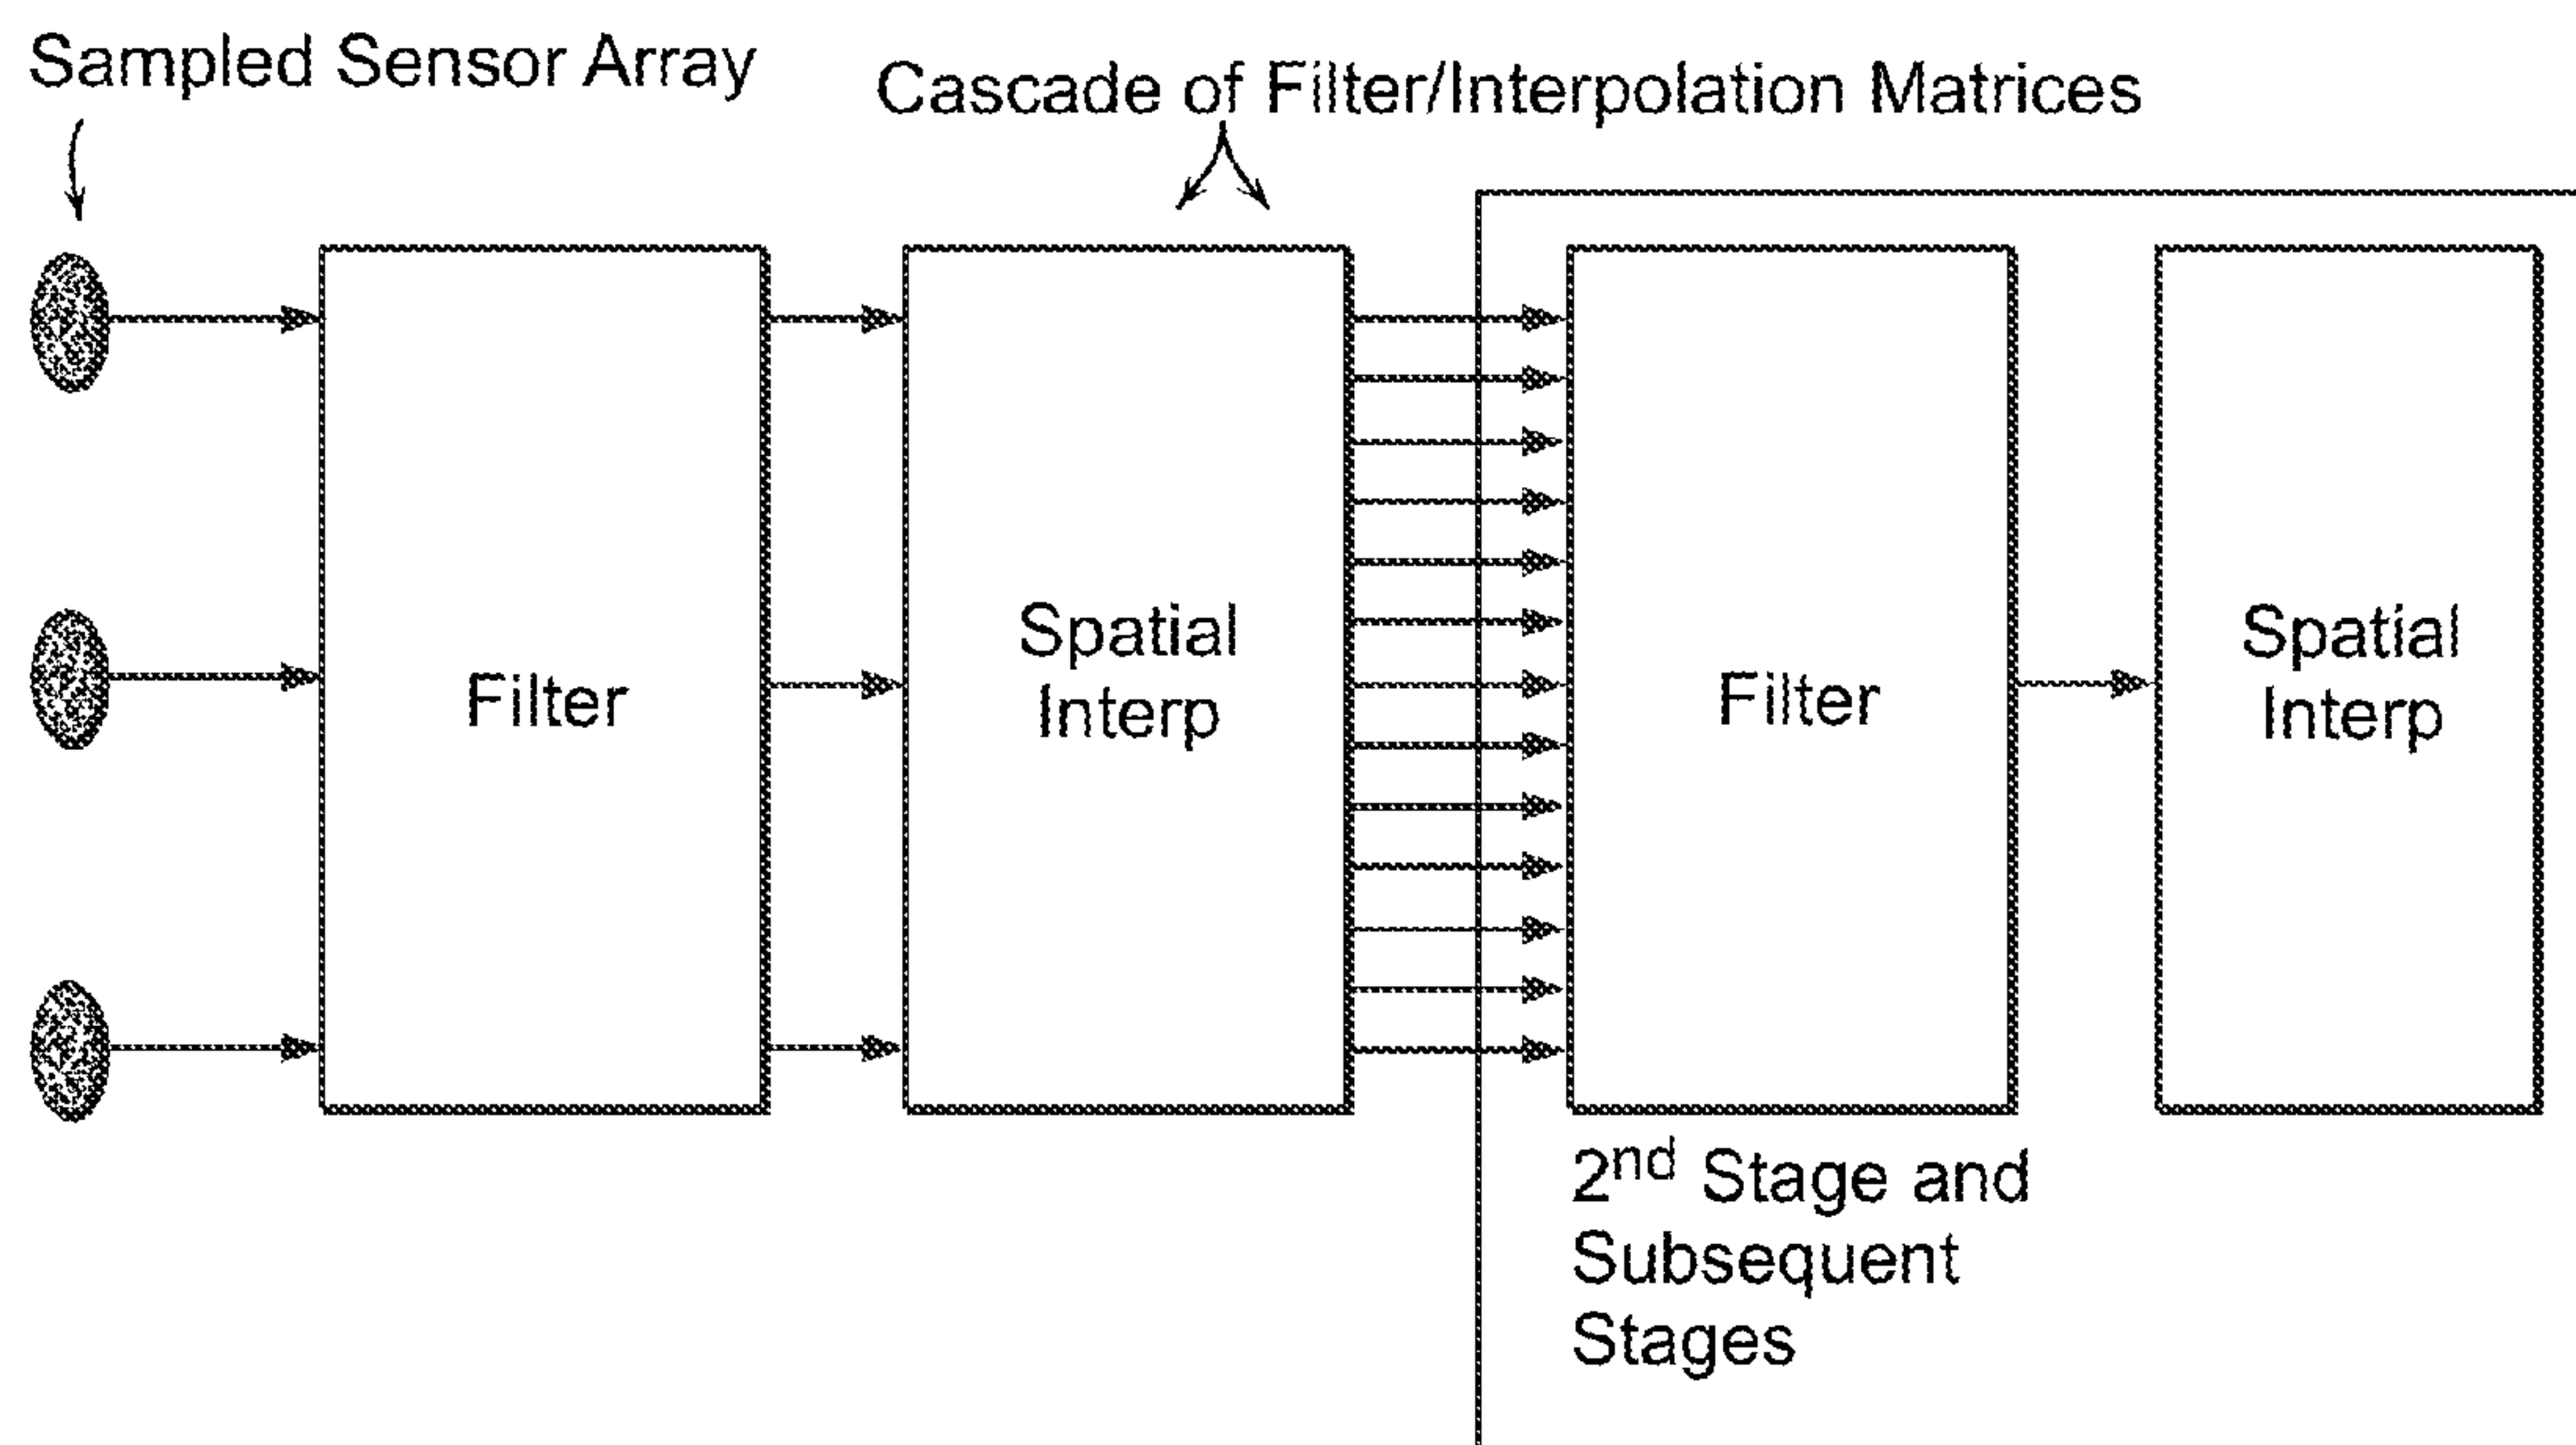 Sampled Sensor Array
Cascade of Filter/Interpolation Matrices
Filter
Spatial
Interp
Filter
Spatial
Interp
2nd Stage and
Subsequent
Stages